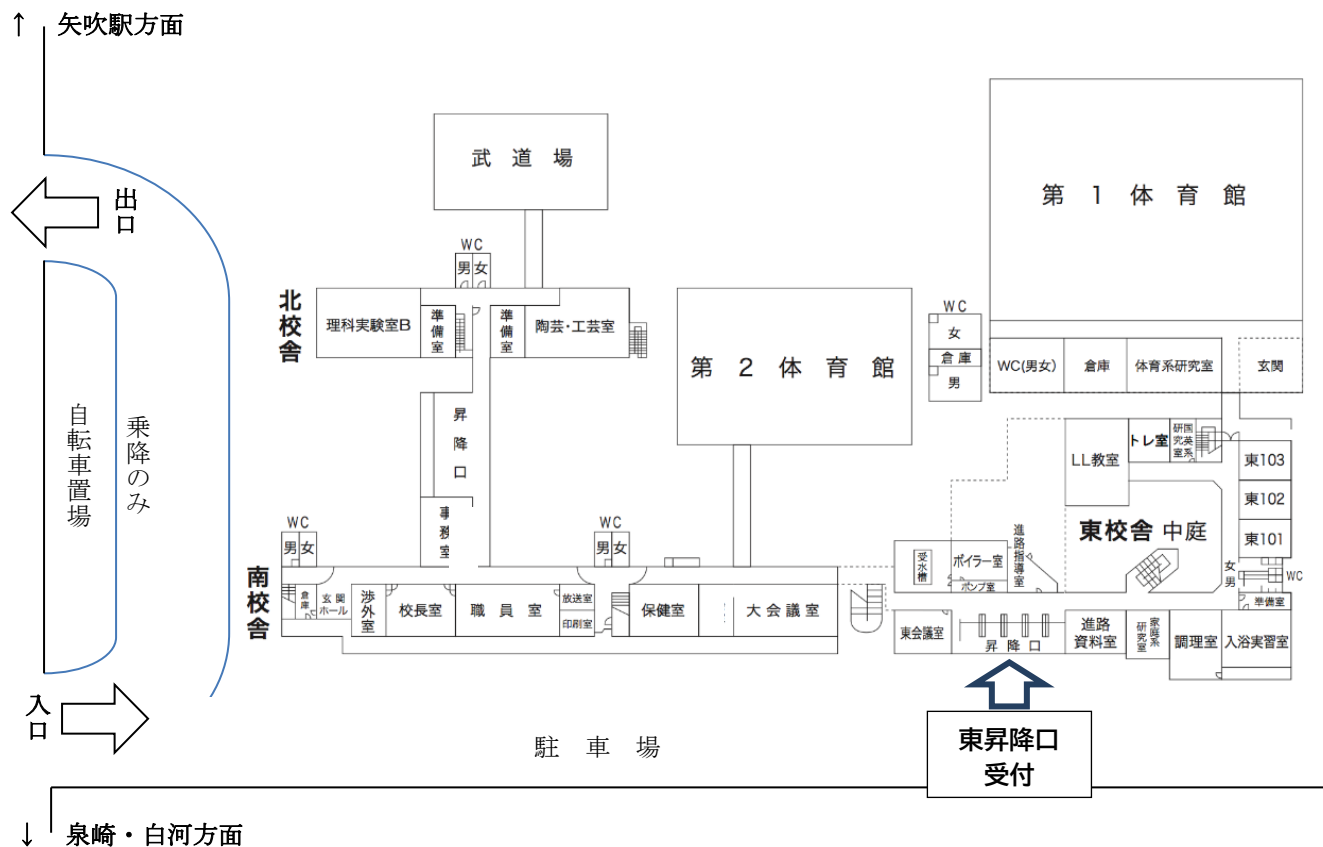 ↑ 矢吹駅方面
出口
自転車置場
乗降のみ
入口
↓ 泉崎・白河方面
武道場
第1体育館
WC
男 女
北校舎
理科実験室B
準備室
準備室
陶芸・工芸室
昇降口
事務室
第2体育館
WC
女
倉庫
男
WC(男女)
倉庫
体育系研究室
玄関
LL教室
トレ室
国英系研究室
東103
東102
東101
東校舎 中庭
WC
男 女
WC
男 女
南校舎
倉庫
玄関ホール
渉外室
校長室
職員室
放送室
印刷室
保健室
大会議室
受水槽
ボイラー室
ポンプ室
進路指導室
女
男
WC
準備室
東会議室
昇降口
進路資料室
家庭系研究室
調理室
入浴実習室
駐車場
東昇降口
受付